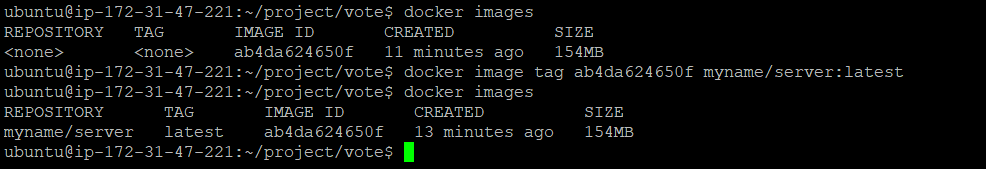 ubuntu@ip-172-31-47-221:~/project/vote$ docker images
REPOSITORY   TAG       IMAGE ID       CREATED          SIZE
<none>       <none>    ab4da624650f   11 minutes ago   154MB
ubuntu@ip-172-31-47-221:~/project/vote$ docker image tag ab4da624650f myname/server:latest
ubuntu@ip-172-31-47-221:~/project/vote$ docker images
REPOSITORY      TAG       IMAGE ID       CREATED          SIZE
myname/server   latest    ab4da624650f   13 minutes ago   154MB
ubuntu@ip-172-31-47-221:~/project/vote$